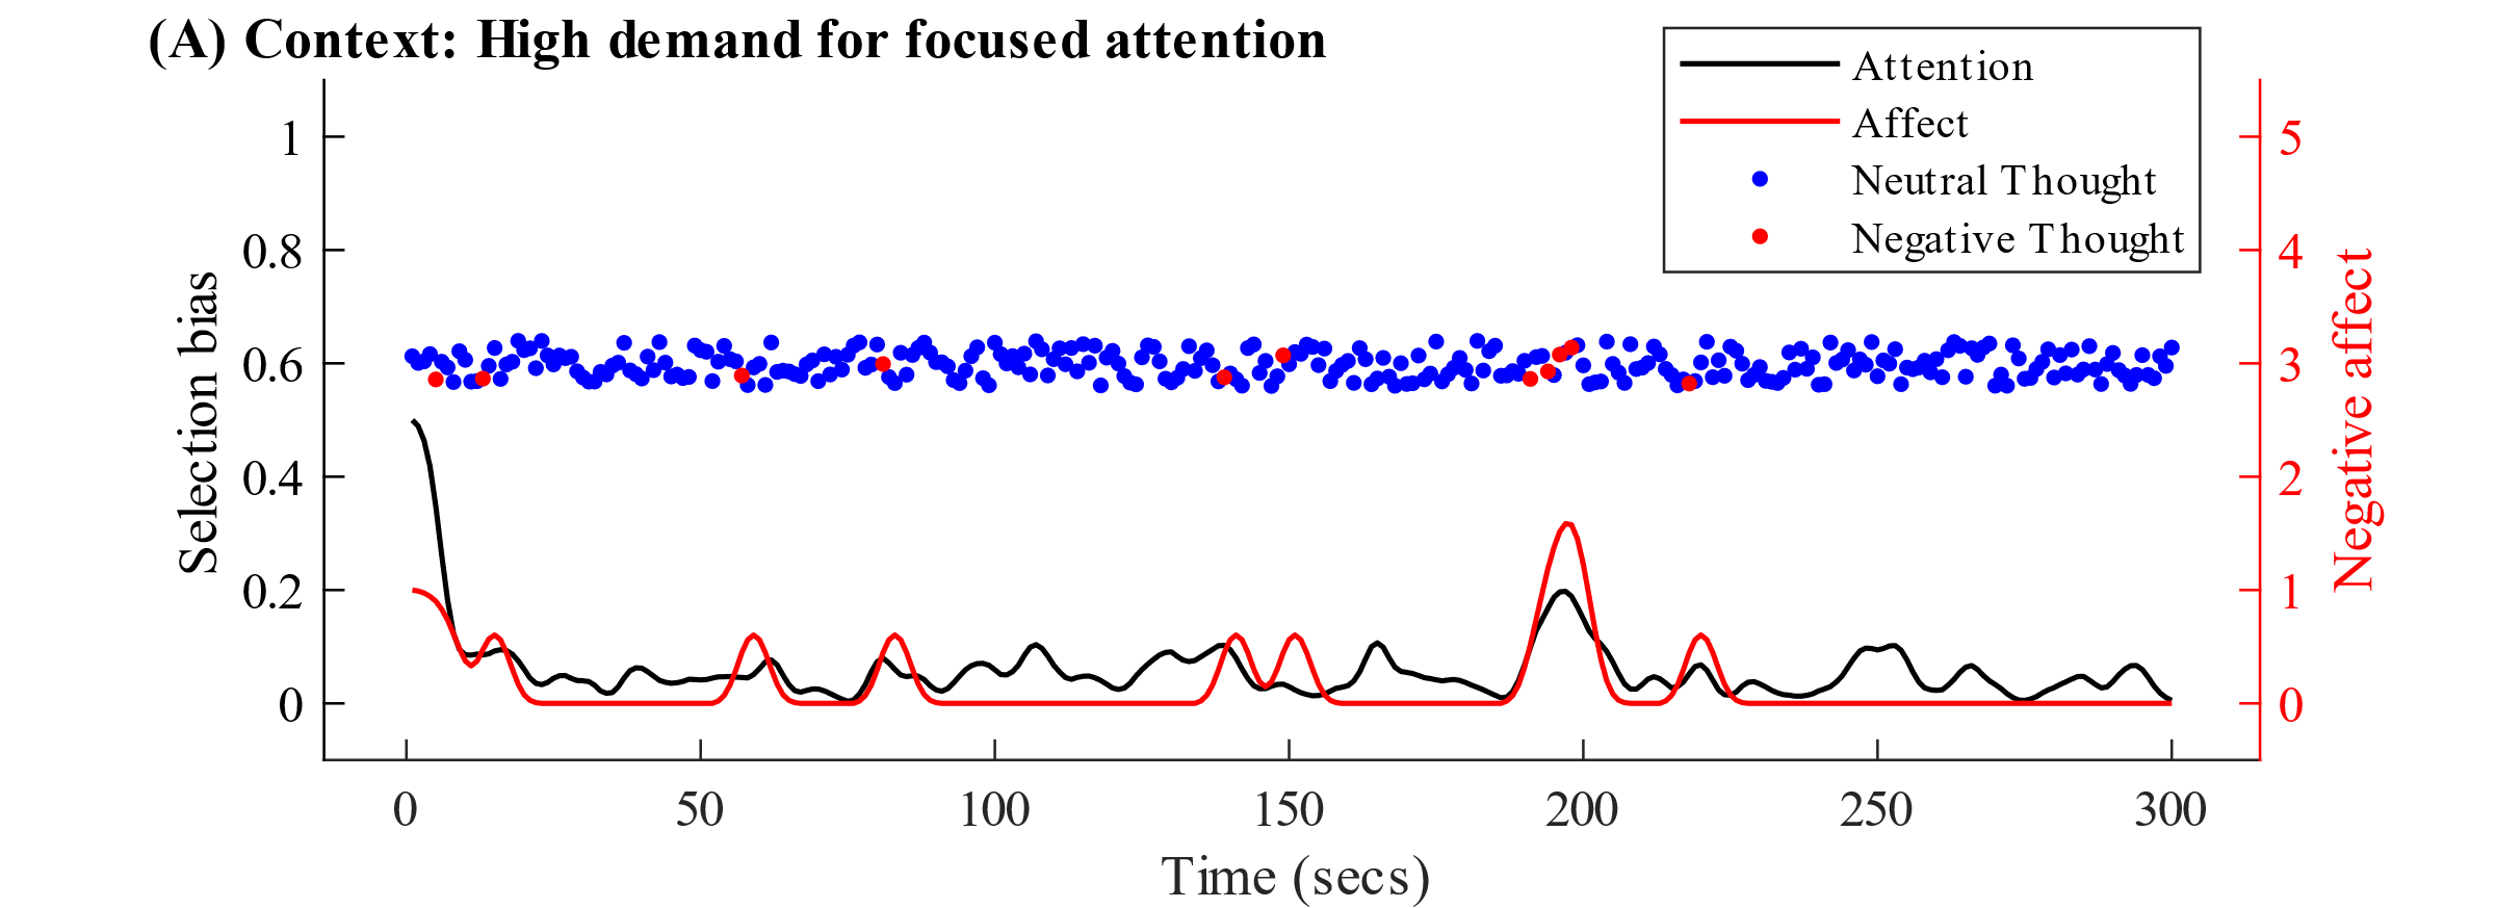 (A) Context: High demand for focused attention
Attention
Affect
Neutral Thought
Negative Thought
Selection bias
1
0.8
0.6
0.4
0.2
0
5
4
3
2
1
0
Negative affect
0 50 100 150 200 250 300
Time (secs)